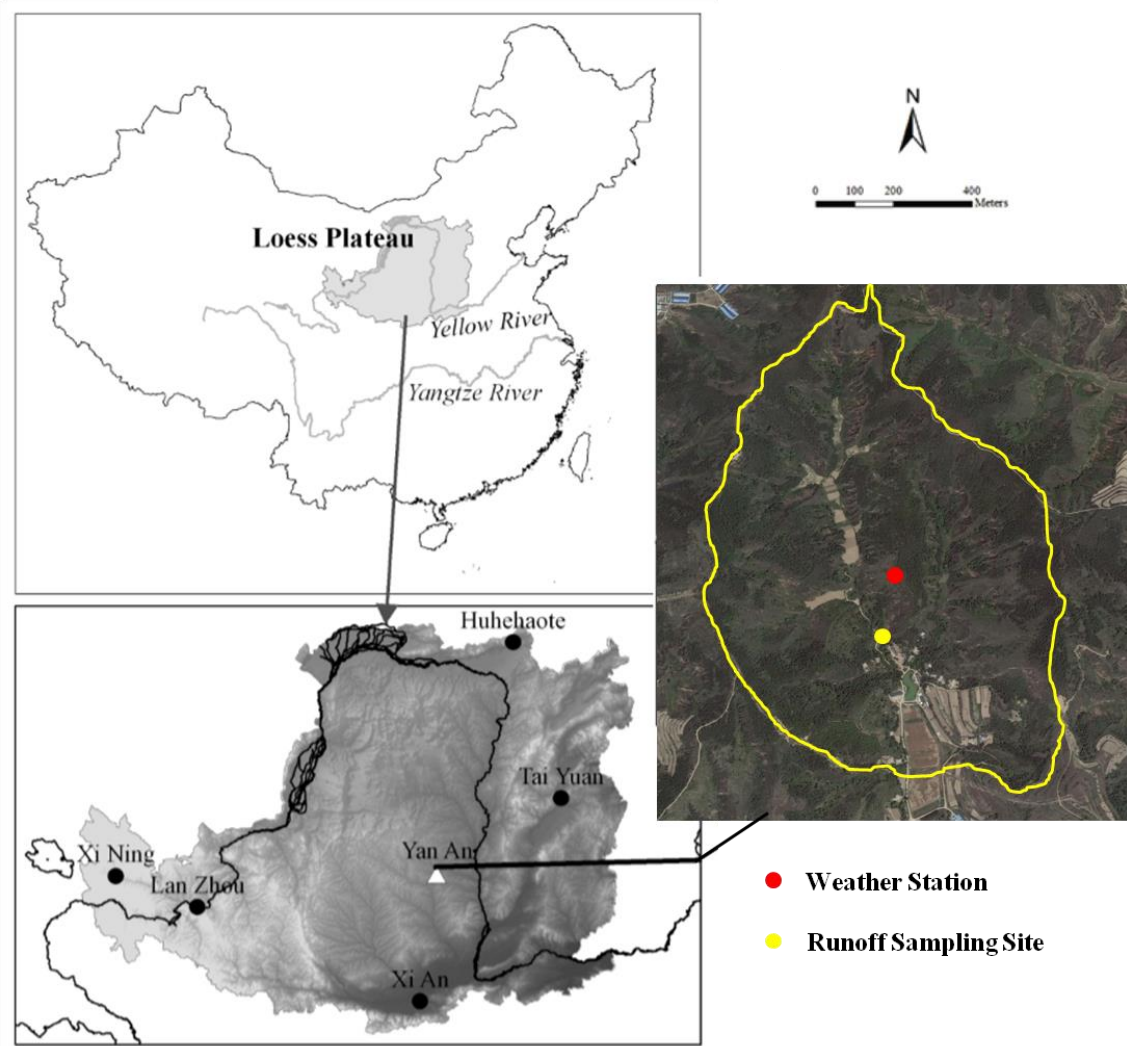 N
0 100 200 400
Meters
Loess Plateau
Yellow River
Yangtze River
Huhehaote
Tai Yuan
Yan An
Xi Ning
Lan Zhou
Xi An
Weather Station
Runoff Sampling Site